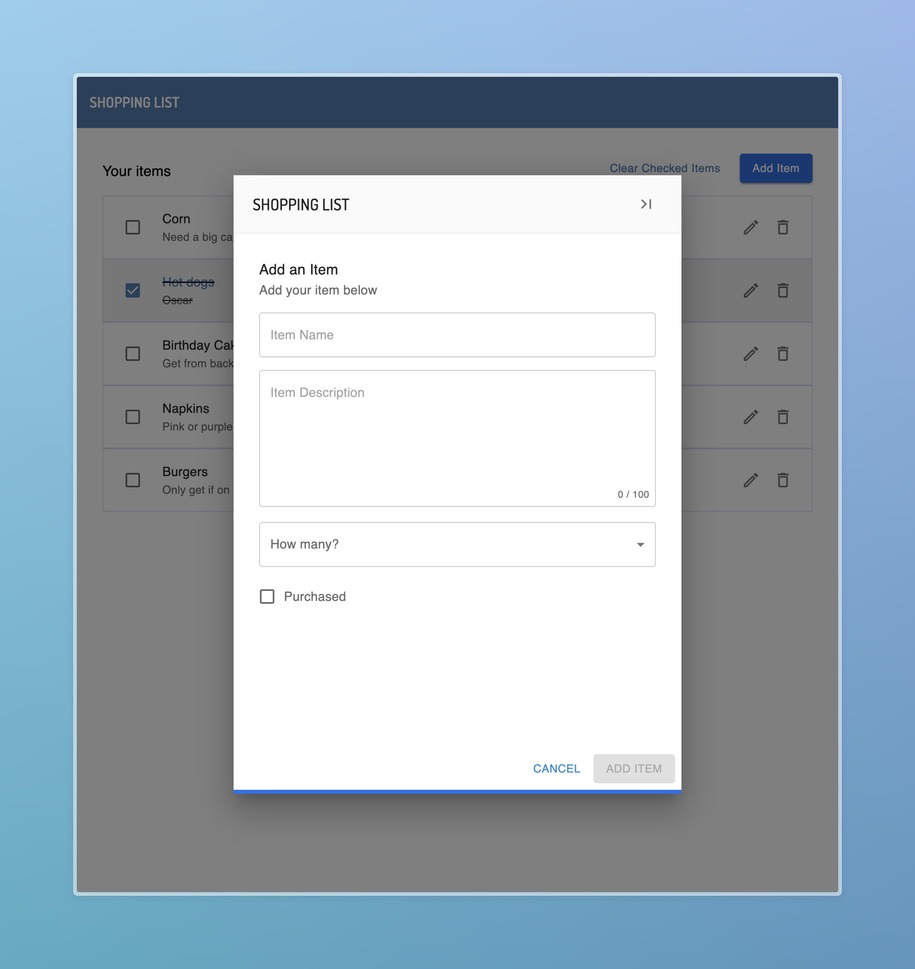 SHOPPING LIST
Your items
Clear Checked Items
Add Item
Corn
Need a big ca
Hot dogs
Oscar
Birthday Cak
Get from back
Napkins
Pink or purple
Burgers
Only get if on
SHOPPING LIST
Add an Item
Add your item below
Item Name
Item Description
0 / 100
How many?
Purchased
CANCEL
ADD ITEM